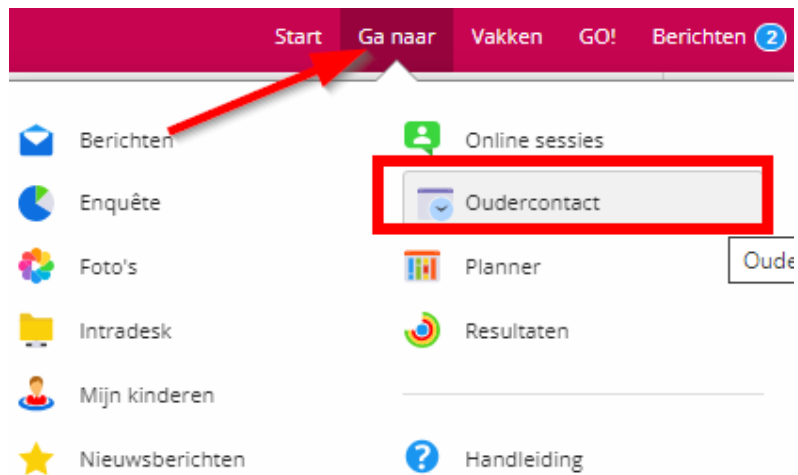 Start Ga naar Vakken GO! Berichten 2
Berichten
Enquête
Foto's
Intradesk
Mijn kinderen
Nieuwsberichten
Online sessies
Oudercontact
Planner
Oude
Resultaten
Handleiding